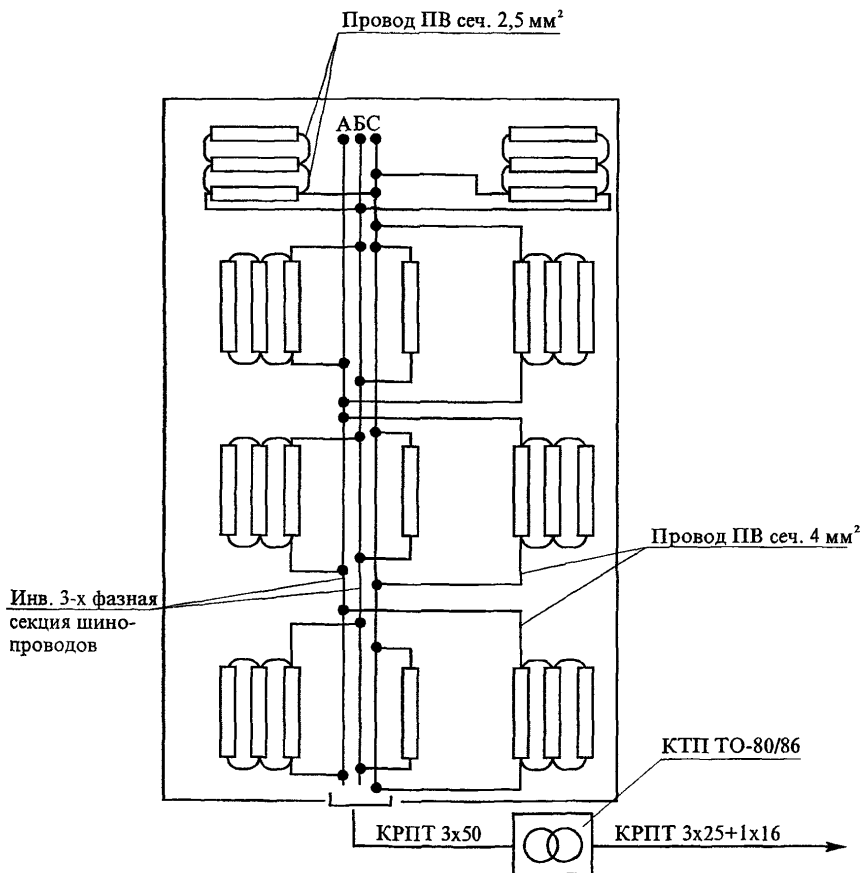 Провод ПВ сеч. 2,5 мм²
АБС
Провод ПВ сеч. 4 мм²
Инв. 3-х фазная
секция шино-
проводов
КТП ТО-80/86
КРПТ 3х50
КРПТ 3х25+1х16